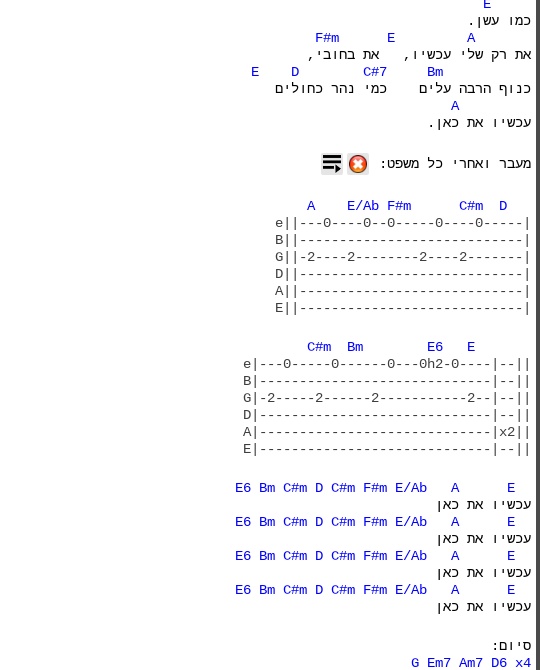 E
כמו עשן.
F#m      E         A
את רק שלי עכשיו,   את בחובי,
E    D        C#7     Bm
כנוף הרבה עלים    כמי נהר כחולים
A
עכשיו את כאן.
מעבר ואחרי כל משפט:
A    E/Ab F#m      C#m  D
e||---0----0--0-----0----0-----|
B||----------------------------|
G||-2----2--------2----2-------|
D||----------------------------|
A||----------------------------|
E||----------------------------|
C#m  Bm        E6   E
e|---0-----0------0---0h2-0----|--||
B|-----------------------------|--||
G|-2-----2------2-----------2--|--||
D|-----------------------------|--||
A|-----------------------------|x2||
E|-----------------------------|--||
E6 Bm C#m D C#m F#m E/Ab   A      E
עכשיו את כאן
E6 Bm C#m D C#m F#m E/Ab   A      E
עכשיו את כאן
E6 Bm C#m D C#m F#m E/Ab   A      E
עכשיו את כאן
E6 Bm C#m D C#m F#m E/Ab   A      E
עכשיו את כאן
סיום:
G Em7 Am7 D6 x4